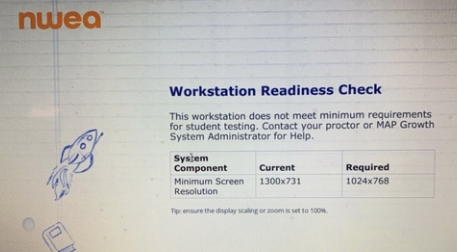 nwea
Workstation Readiness Check
This workstation does not meet minimum requirements
for student testing. Contact your proctor or MAP Growth
System Administrator for Help.
System
Component Current Required
Minimum Screen 1300x731 1024x768
Resolution
Tip: ensure the display scaling or zoom is set to 100%.